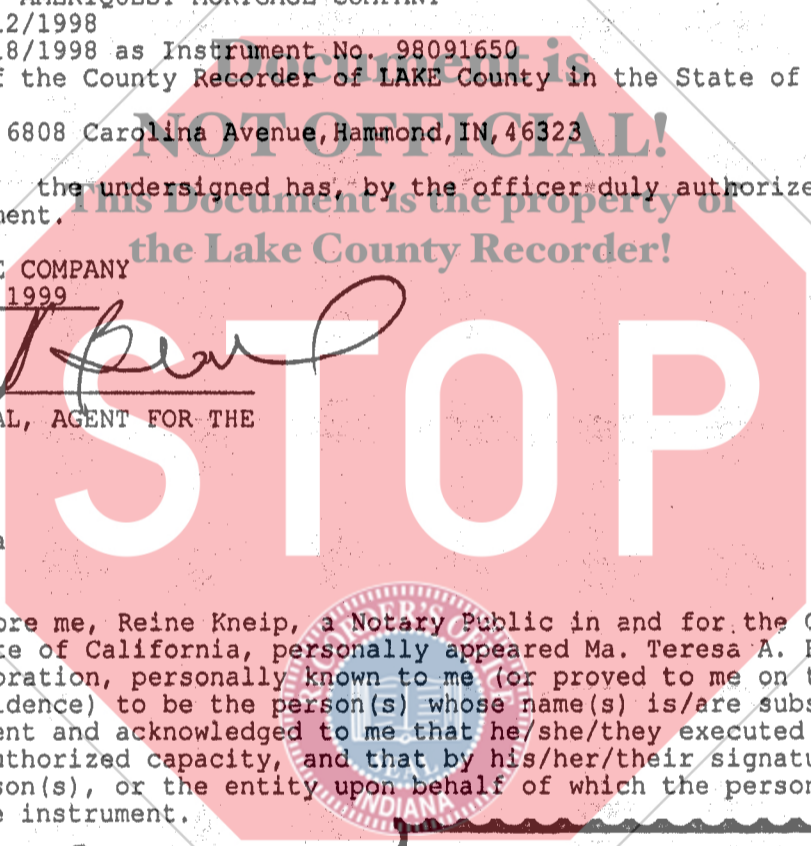 AMERIQUEST MORTGAGE COMPANY
12/1998
18/1998 as Instrument No. 98091650
f the County Recorder of LAKE County in the State of
Document is
6808 Carolina Avenue,Hammond,IN,46323
NOT OFFICIAL!
the undersigned has, by the officer duly authorize
This Document is the property of
ment.
the Lake County Recorder!
COMPANY
1999
STOP
AL, AGENT FOR THE
a
ore me, Reine Kneip, a Notary Public in and for the
te of California, personally appeared Ma. Teresa A.
oration, personally known to me (or proved to me on
idence) to be the person(s) whose name(s) is/are subs
ent and acknowledged to me that he/she/they executed
uthorized capacity, and that by his/her/their signatu
son(s), or the entity upon behalf of which the person
e instrument.
RECORDER'S OFFICE
SEAL
INDIANA